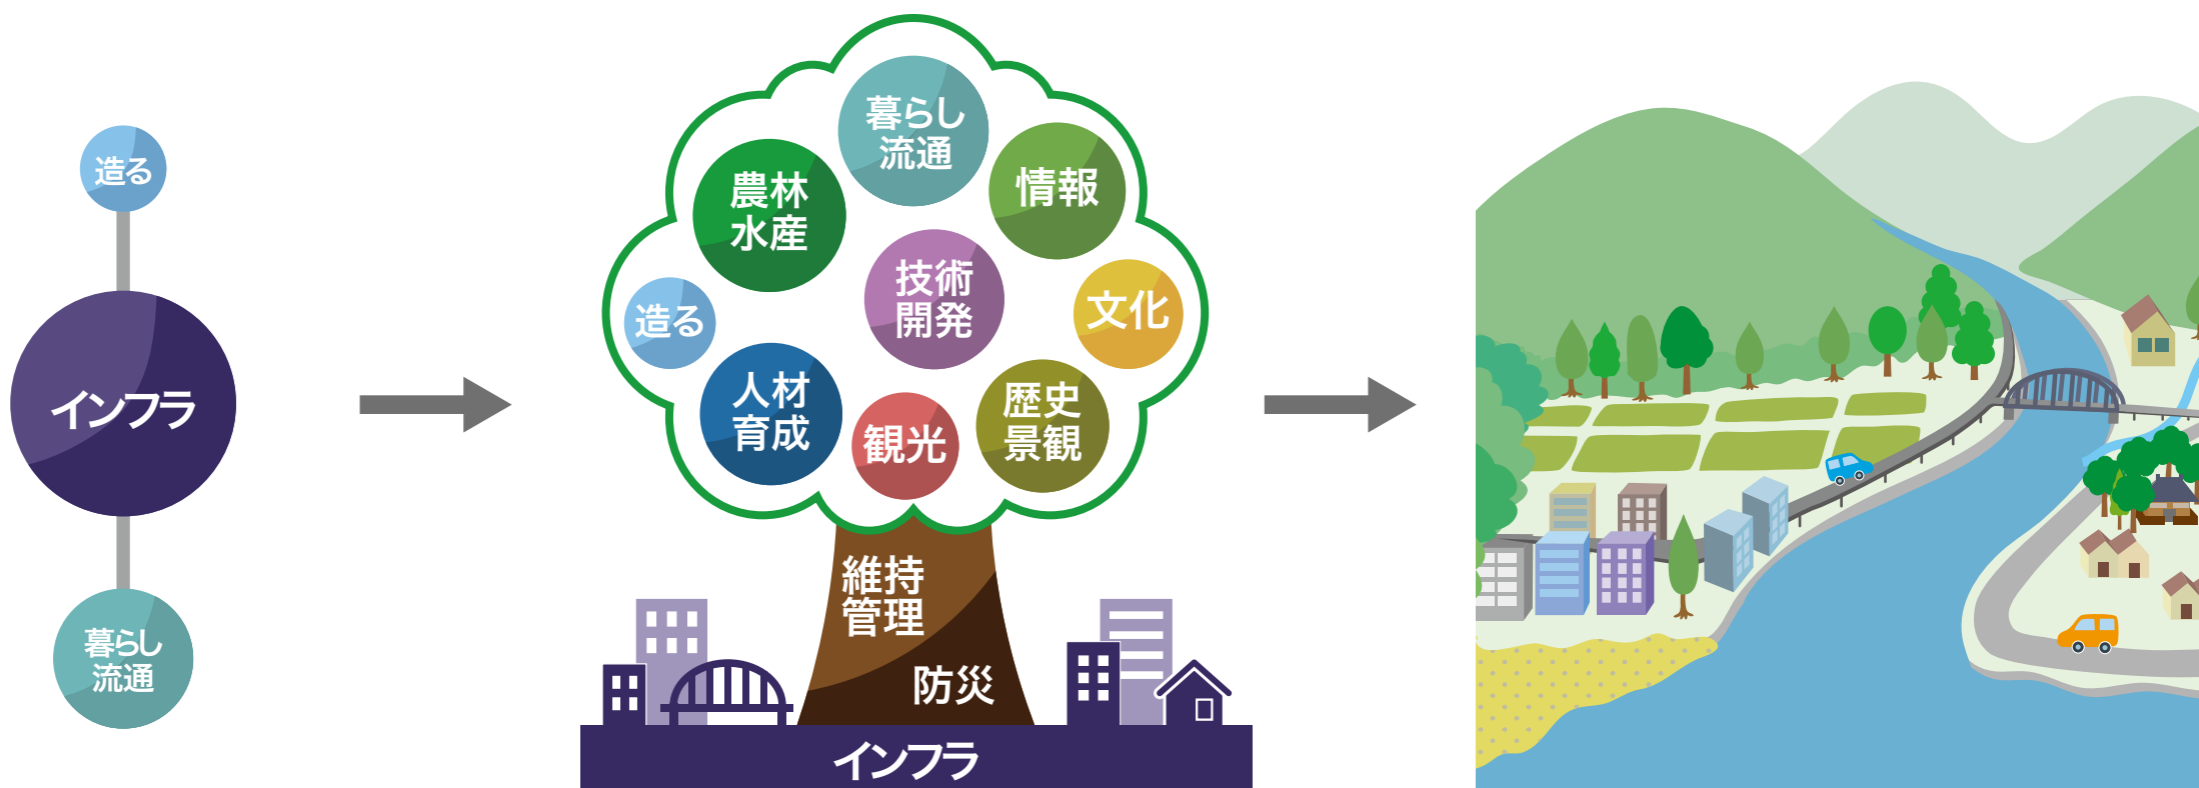 造る
インフラ
暮らし
流通
暮らし
流通
農林
水産
情報
技術
開発
造る
文化
人材
育成
観光
歴史
景観
維持
管理
防災
インフラ